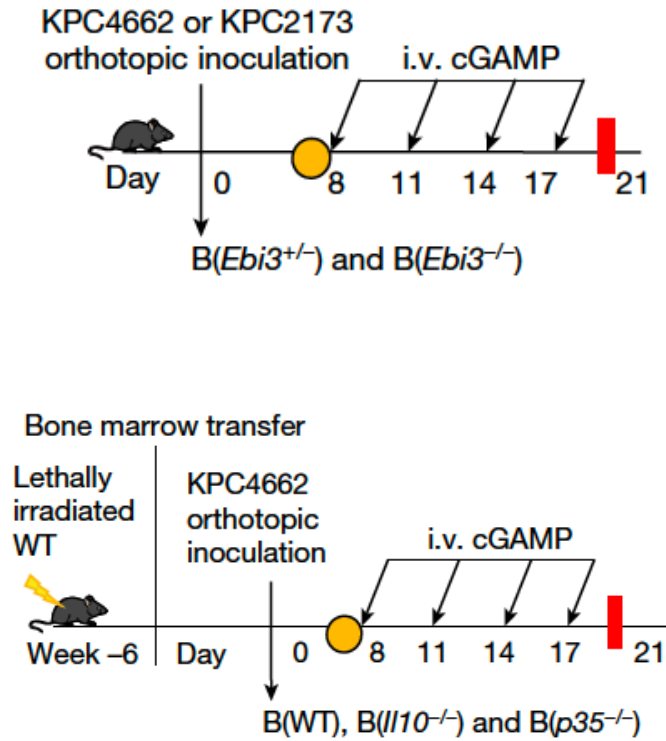 KPC4662 or KPC2173
orthotopic inoculation
i.v. cGAMP
Day 0 8 11 14 17 21
B(Ebi3+/–) and B(Ebi3–/–)
Bone marrow transfer
Lethally
irradiated
WT
KPC4662
orthotopic
inoculation
i.v. cGAMP
Week –6 Day 0 8 11 14 17 21
B(WT), B(Il10–/–) and B(p35–/–)